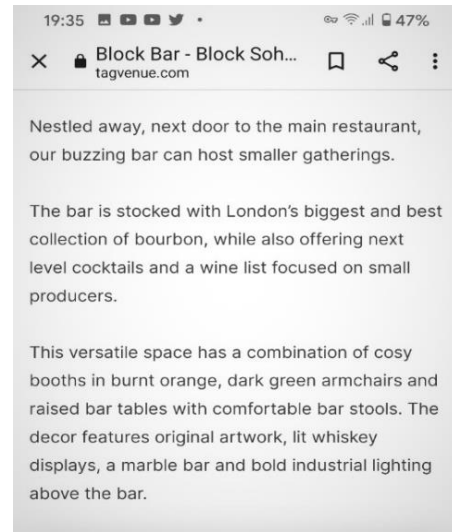 19:35
47%
Block Bar - Block Soh...
tagvenue.com
Nestled away, next door to the main restaurant,
our buzzing bar can host smaller gatherings.
The bar is stocked with London's biggest and best
collection of bourbon, while also offering next
level cocktails and a wine list focused on small
producers.
This versatile space has a combination of cosy
booths in burnt orange, dark green armchairs and
raised bar tables with comfortable bar stools. The
decor features original artwork, lit whiskey
displays, a marble bar and bold industrial lighting
above the bar.